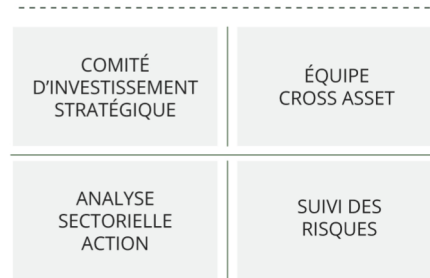 COMITÉ
D'INVESTISSEMENT
STRATÉGIQUE
ÉQUIPE
CROSS ASSET
ANALYSE
SECTORIELLE
ACTION
SUIVI DES
RISQUES